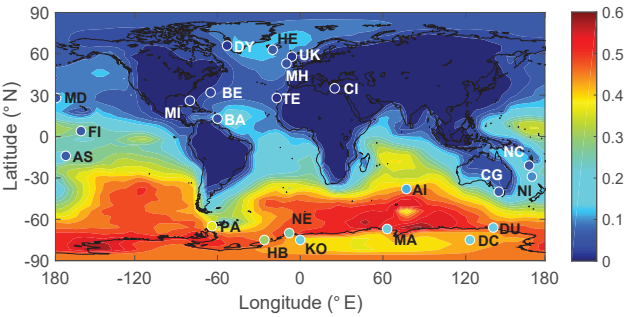 90
60
30
0
-30
-60
-90
Latitude (°N)
180
-120
-60
0
60
120
180
Longitude (°E)
DY
HE
UK
MH
CI
MD
BE
TE
MI
BA
FI
AS
NC
CG
NI
AI
PA
NE
HB
KO
MA
DC
DU
0.6
0.5
0.4
0.3
0.2
0.1
0